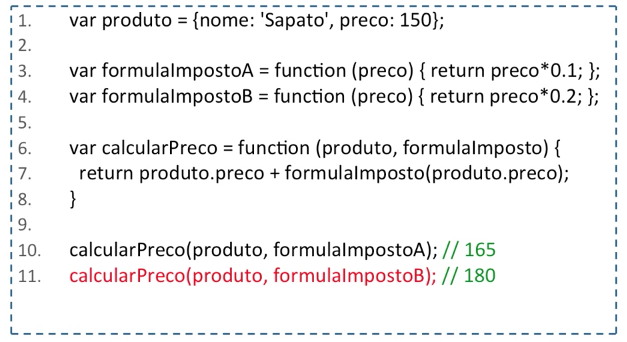 1. var produto = {nome: 'Sapato', preco: 150};
2.
3. var formulaImpostoA = function (preco) { return preco*0.1; };
4. var formulaImpostoB = function (preco) { return preco*0.2; };
5.
6. var calcularPreco = function (produto, formulaImposto) {
7. return produto.preco + formulaImposto(produto.preco);
8. }
9.
10. calcularPreco(produto, formulaImpostoA); // 165
11. calcularPreco(produto, formulaImpostoB); // 180